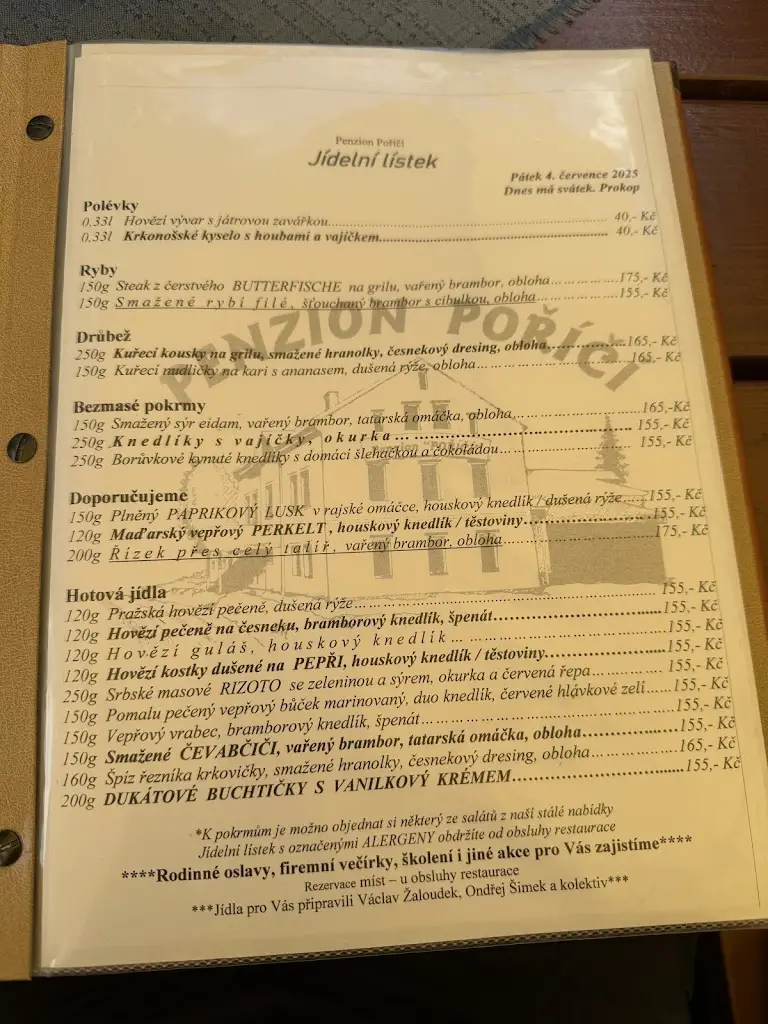 Penzion Poříčí
Jídelní lístek
Pátek 4. července 2025
Dnes má svátek. Prokop
Polévky
0.33l Hovězí vývar s játrovou zavářkou............ 40,- Kč
0.33l Krkonošské kyselo s houbami a vajíčkem............ 40,- Kč
Ryby
150g Steak z čerstvého BUTTERFISCHE na grilu, vařený brambor, obloha............175,- Kč
150g Smažené rybí filé, šťouchaný brambor s cibulkou, obloha............155,- Kč
Drůbež
250g Kuřecí kousky na grilu, smažené hranolky, česnekový dresing, obloha............165,- Kč
150g Kuřecí nudličky na kari s ananasem, dušená rýže, obloha............165,- Kč
Bezmasé pokrmy
150g Smažený sýr eidam, vařený brambor, tatarská omáčka, obloha............165,-Kč
250g Knedlíky s vajíčky, okurka............ 155,- Kč
250g Borůvkové kynuté knedlíky s domácí šlehačkou a čokoládou............ 155,- Kč
Doporučujeme
150g Plněný PAPRIKOVÝ LUSK v rajské omáčce, houskový knedlík / dušená rýže............155,- Kč
120g Maďarský vepřový PERKELT , houskový knedlík / těstoviny............155,- Kč
200g Řízek přes celý talíř, vařený brambor, obloha............175,- Kč
Hotová jídla
120g Pražská hovězí pečeně, dušená rýže............ 155,- Kč
120g Hovězí pečeně na česneku, bramborový knedlík, špenát............155,- Kč
120g Hovězí guláš, houskový knedlík............155,- Kč
120g Hovězí kostky dušené na PEPŘI, houskový knedlík / těstoviny............155,- Kč
250g Srbské masové RIZOTO se zeleninou a sýrem, okurka a červená řepa............ 155,- Kč
150g Pomalu pečený vepřový bůček marinovaný, duo knedlík, červené hlávkové zelí............155,- Kč
150g Vepřový vrabec, bramborový knedlík, špenát............ 155,- Kč
150g Smažené ČEVABČIČI, vařený brambor, tatarská omáčka, obloha............155,- Kč
160g Špíz řezníka krkovičky, smažené hranolky, česnekový dresing, obloha............ 165,- Kč
200g DUKÁTOVÉ BUCHTIČKY S VANILKOVÝ KRÉMEM............155,- Kč
*K pokrmům je možno objednat si některý ze salátů z naší stálé nabídky
Jídelní lístek s označenými ALERGENY obdržíte od obsluhy restaurace
****Rodinné oslavy, firemní večírky, školení i jiné akce pro Vás zajistíme****
Rezervace míst – u obsluhy restaurace
***Jídla pro Vás připravili Václav Žaloudek, Ondřej Šimek a kolektiv***
PENZION POŘÍČÍ